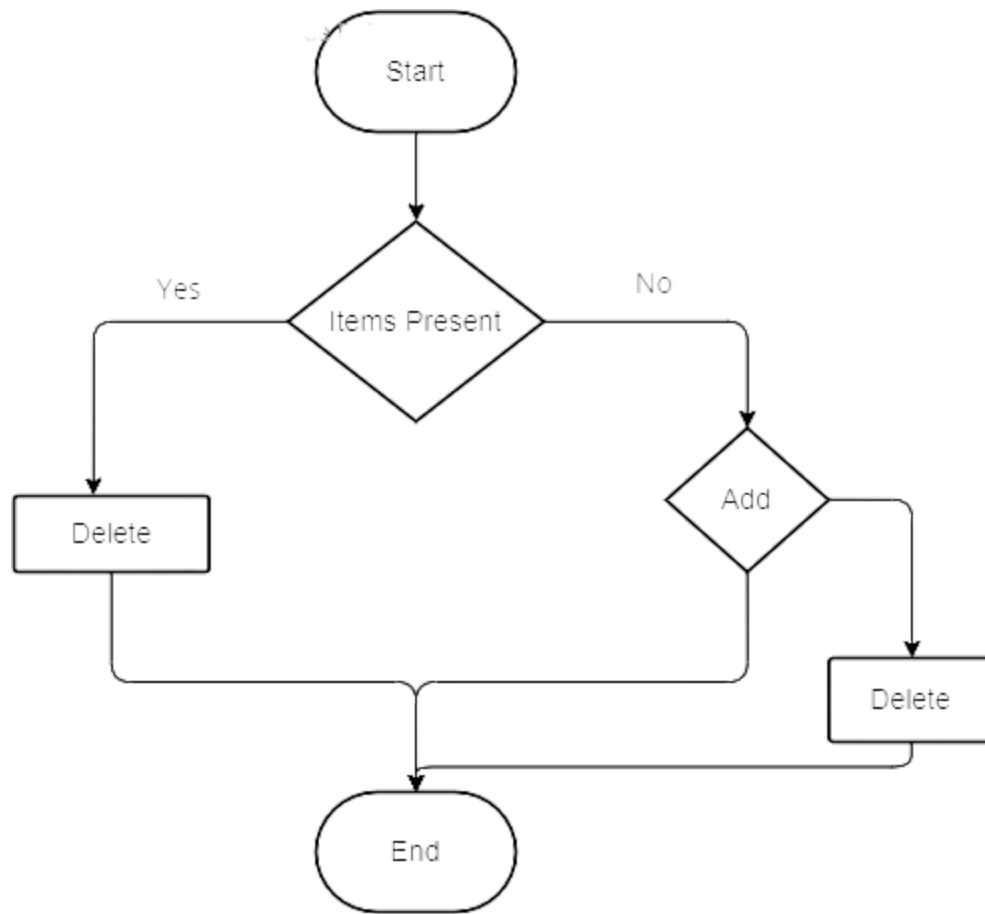 Start
Yes
No
Items Present
Add
Delete
Delete
End